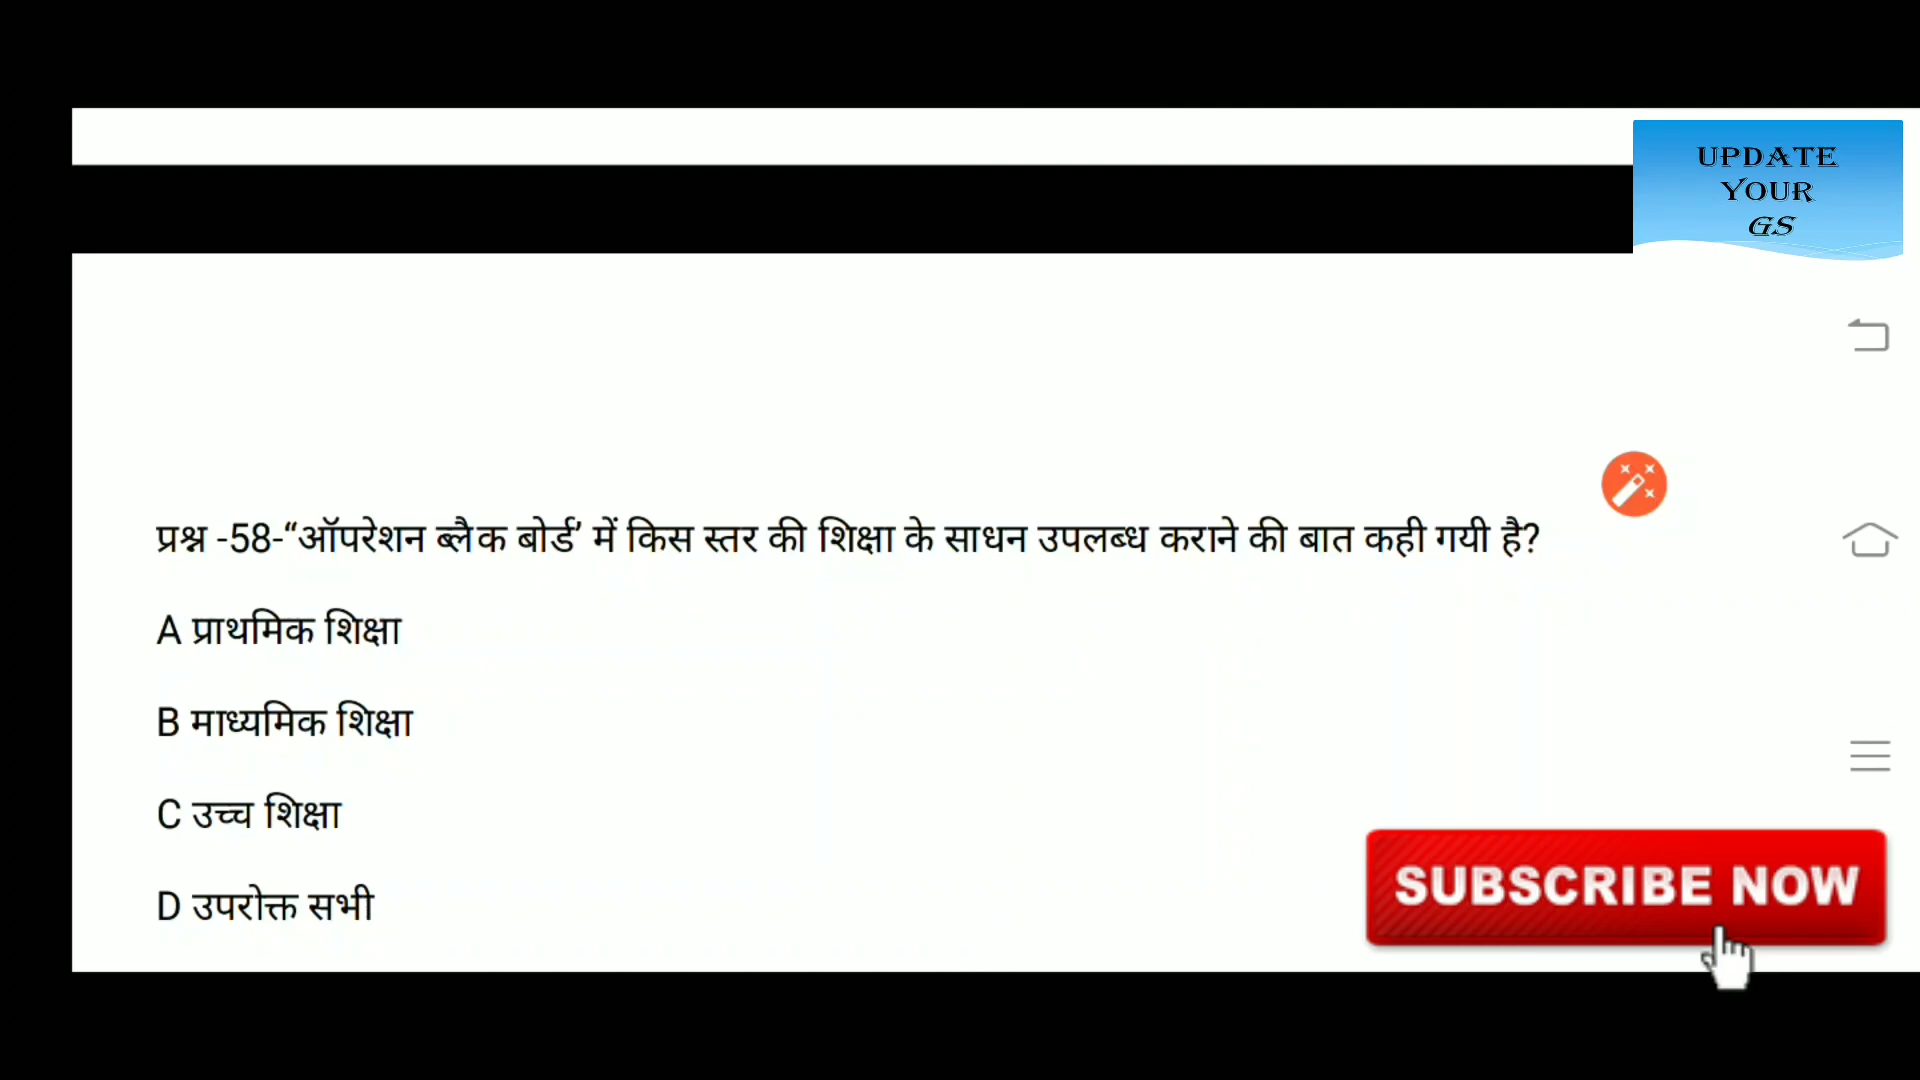 UPDATE
YOUR
GS
प्रश्न -58-“ऑपरेशन ब्लैक बोर्ड’ में किस स्तर की शिक्षा के साधन उपलब्ध कराने की बात कही गयी है?
A प्राथमिक शिक्षा
B माध्यमिक शिक्षा
C उच्च शिक्षा
D उपरोक्त सभी
SUBSCRIBE NOW